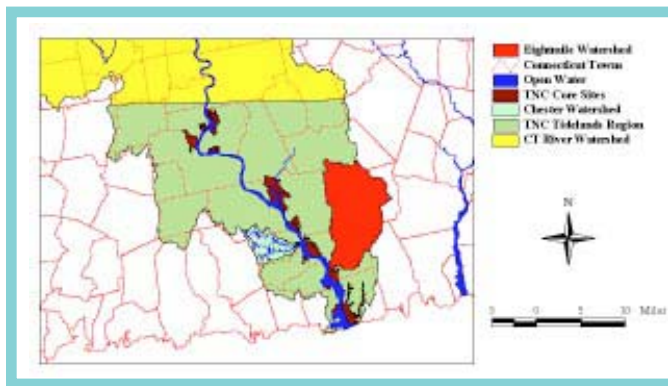 Eightmile Watershed
Connecticut Towns
Open Water
TNC Core Sites
Chester Watershed
TNC Tidelands Region
CT River Watershed
N
5 0 5 10 Miles